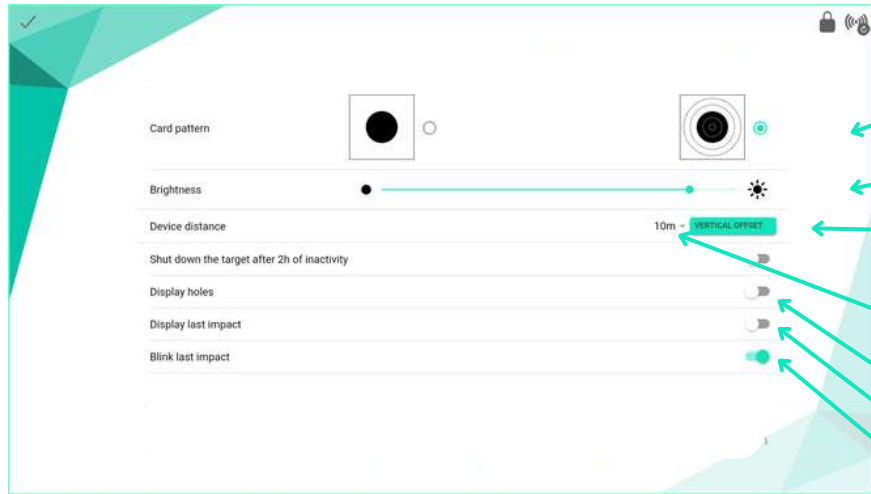 Card pattern
Brightness
Device distance
10m
VERTICAL OFFSET
Shut down the target after 2h of inactivity
Display holes
Display last impact
Blink last impact